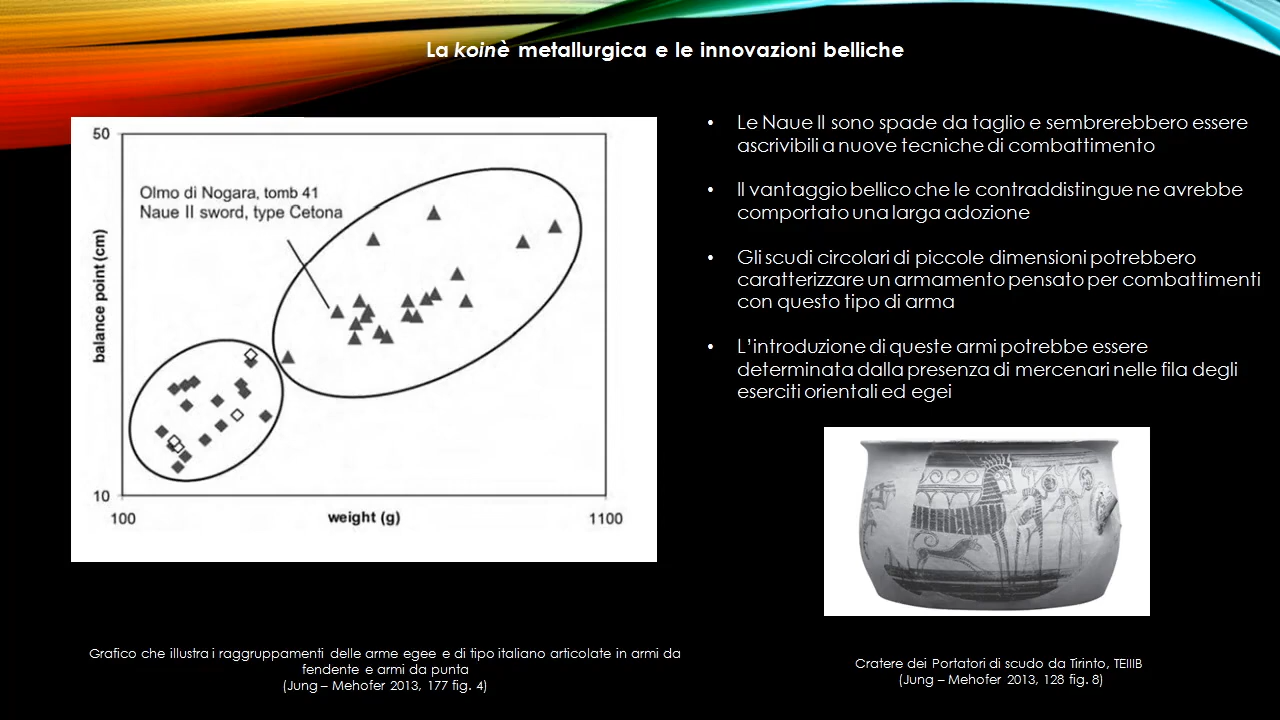 La koinè metallurgica e le innovazioni belliche
50
Olmo di Nogara, tomb 41
Naue II sword, type Cetona
balance point (cm)
10
100
weight (g)
1100
• Le Naue II sono spade da taglio e sembrerebbero essere
ascrivibili a nuove tecniche di combattimento
• Il vantaggio bellico che le contraddistingue ne avrebbe
comportato una larga adozione
• Gli scudi circolari di piccole dimensioni potrebbero
caratterizzare un armamento pensato per combattimenti
con questo tipo di arma
• L’introduzione di queste armi potrebbe essere
determinata dalla presenza di mercenari nelle fila degli
eserciti orientali ed egei
Grafico che illustra i raggruppamenti delle arme egee e di tipo italiano articolate in armi da
fendente e armi da punta
(Jung – Mehofer 2013, 177 fig. 4)
Cratere dei Portatori di scudo da Tirinto, TEIIIB
(Jung – Mehofer 2013, 128 fig. 8)